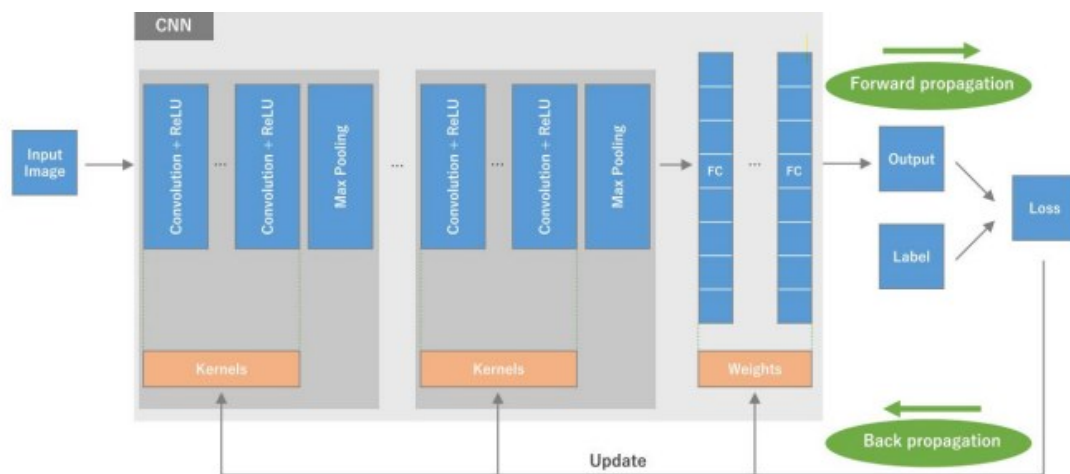 CNN
Forward propagation
Input
Image
Convolution + ReLU
...
Convolution + ReLU
Max Pooling
...
Convolution + ReLU
...
Convolution + ReLU
Max Pooling
FC
...
FC
Output
Label
Loss
Kernels
Kernels
Weights
Back propagation
Update